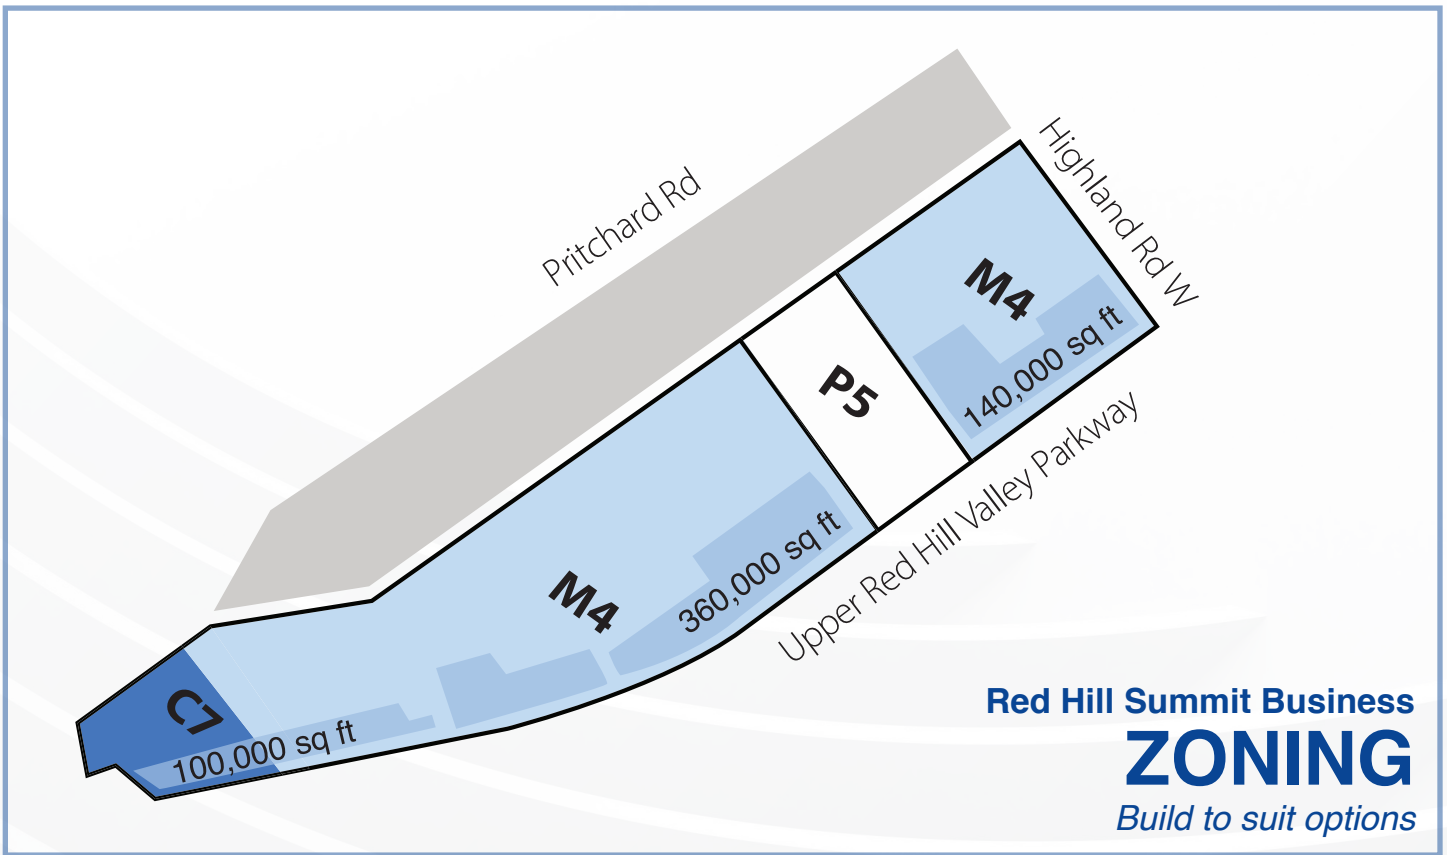 Pritchard Rd
Highland Rd W
M4
140,000 sq ft
P5
M4
360,000 sq ft
Upper Red Hill Valley Parkway
C7
100,000 sq ft
Red Hill Summit Business
ZONING
Build to suit options